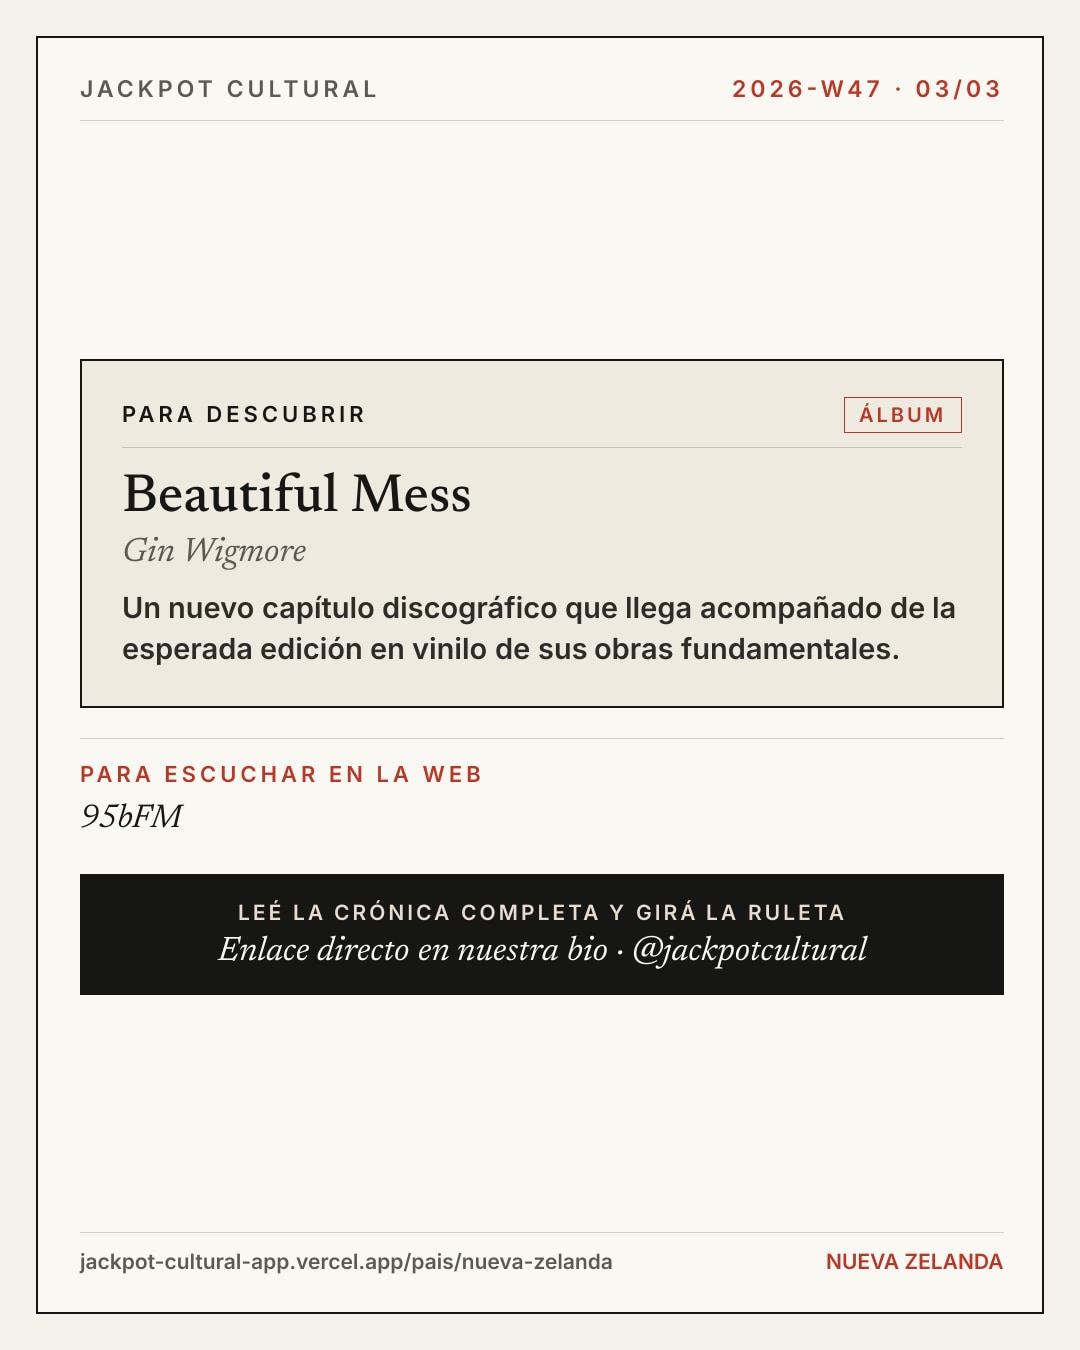 JACKPOT CULTURAL
2026-W47 · 03/03
PARA DESCUBRIR
ÁLBUM
Beautiful Mess
Gin Wigmore
Un nuevo capítulo discográfico que llega acompañado de la
esperada edición en vinilo de sus obras fundamentales.
PARA ESCUCHAR EN LA WEB
95bFM
LEÉ LA CRÓNICA COMPLETA Y GIRÁ LA RULETA
Enlace directo en nuestra bio · @jackpotcultural
jackpot-cultural-app.vercel.app/pais/nueva-zelanda
NUEVA ZELANDA